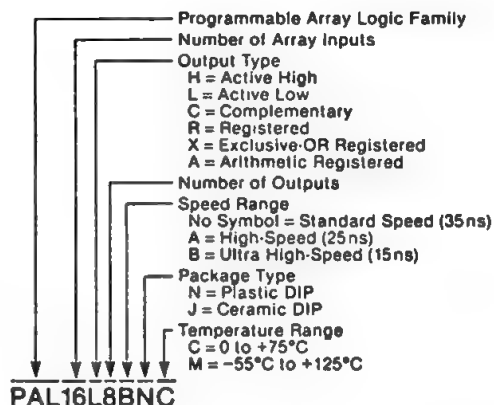 Programmable Array Logic Family
Number of Array Inputs
Output Type
H = Active High
L = Active Low
C = Complementary
R = Registered
X = Exclusive-OR Registered
A = Arithmetic Registered
Number of Outputs
Speed Range
No Symbol = Standard Speed (35ns)
A = High-Speed (25ns)
B = Ultra High-Speed (15ns)
Package Type
N = Plastic DIP
J = Ceramic DIP
Temperature Range
C = 0 to +75°C
M = -55°C to +125°C
PAL16L8BNC